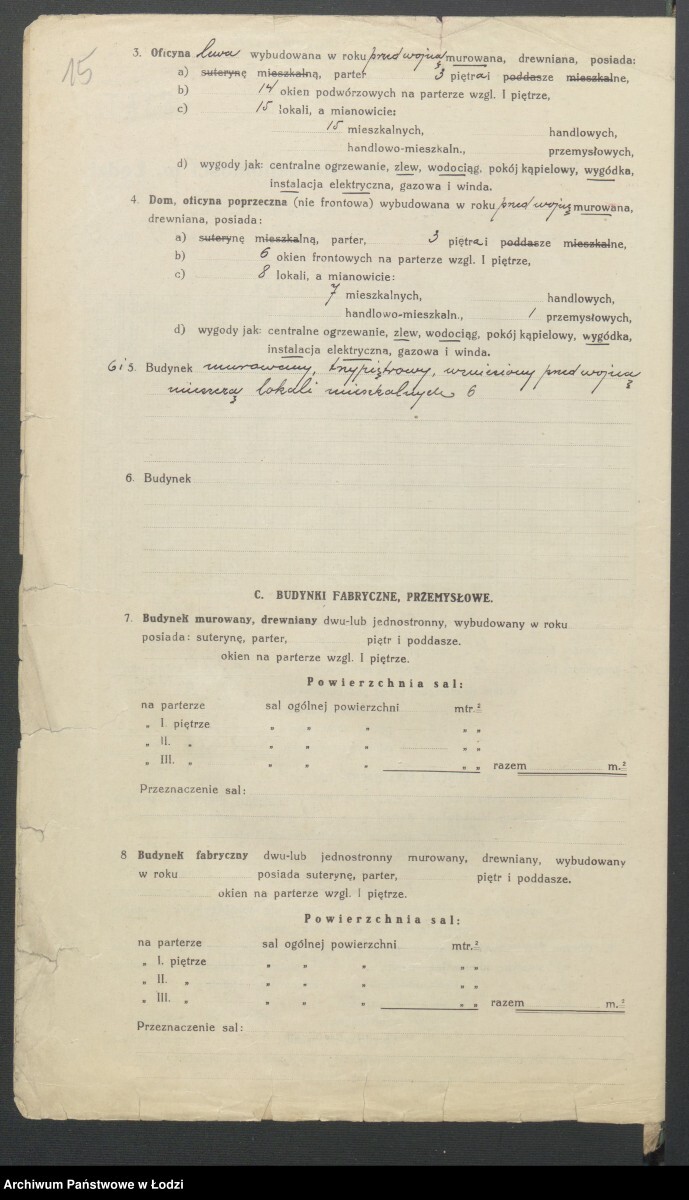 15
3. Oficyna lewa wybudowana w roku przed wojną murowana, drewniana, posiada:
a) suterynę mieszkalną, parter 3 piętra i poddasze mieszkalne,
b) 14 okien podwórzowych na parterze wzgl. I piętrze,
c) 15 lokali, a mianowicie:
15 mieszkalnych, handlowych,
handlowo-mieszkaln., przemysłowych,
d) wygody jak: centralne ogrzewanie, zlew, wodociąg, pokój kąpielowy, wygódka,
instalacja elektryczna, gazowa i winda.
4. Dom, oficyna poprzeczna (nie frontowa) wybudowana w roku przed wojną murowana,
drewniana, posiada:
a) suterynę mieszkalną, parter, 3 piętra i poddasze mieszkalne,
b) 6 okien frontowych na parterze wzgl. I piętrze,
c) 8 lokali, a mianowicie:
7 mieszkalnych, handlowych,
handlowo-mieszkaln., 1 przemysłowych,
d) wygody jak: centralne ogrzewanie, zlew, wodociąg, pokój kąpielowy, wygódka,
instalacja elektryczna, gazowa i winda.
5. Budynek murowany, trzypiętrowy, wzniesiony przed wojną
mieszczą lokali mieszkalnych 6
6. Budynek
C. BUDYNKI FABRYCZNE, PRZEMYSŁOWE.
7. Budynek murowany, drewniany dwu-lub jednostronny, wybudowany w roku
posiada: suterynę, parter, piętr i poddasze.
okien na parterze wzgl. I piętrze.
Powierzchnia sal:
na parterze sal ogólnej powierzchni mtr.²
„ I. piętrze „ „ „ „ „
„ II. „ „ „ „ „ „
„ III. „ „ „ „ „ „ razem m.²
Przeznaczenie sal:
8 Budynek fabryczny dwu-lub jednostronny murowany, drewniany, wybudowany
w roku posiada suterynę, parter, piętr i poddasze.
okien na parterze wzgl. I piętrze.
Powierzchnia sal:
na parterze sal ogólnej powierzchni mtr.²
„ I. piętrze „ „ „ „ „
„ II. „ „ „ „ „ „
„ III. „ „ „ „ „ „ razem m.²
Przeznaczenie sal:
Archiwum Państwowe w Łodzi